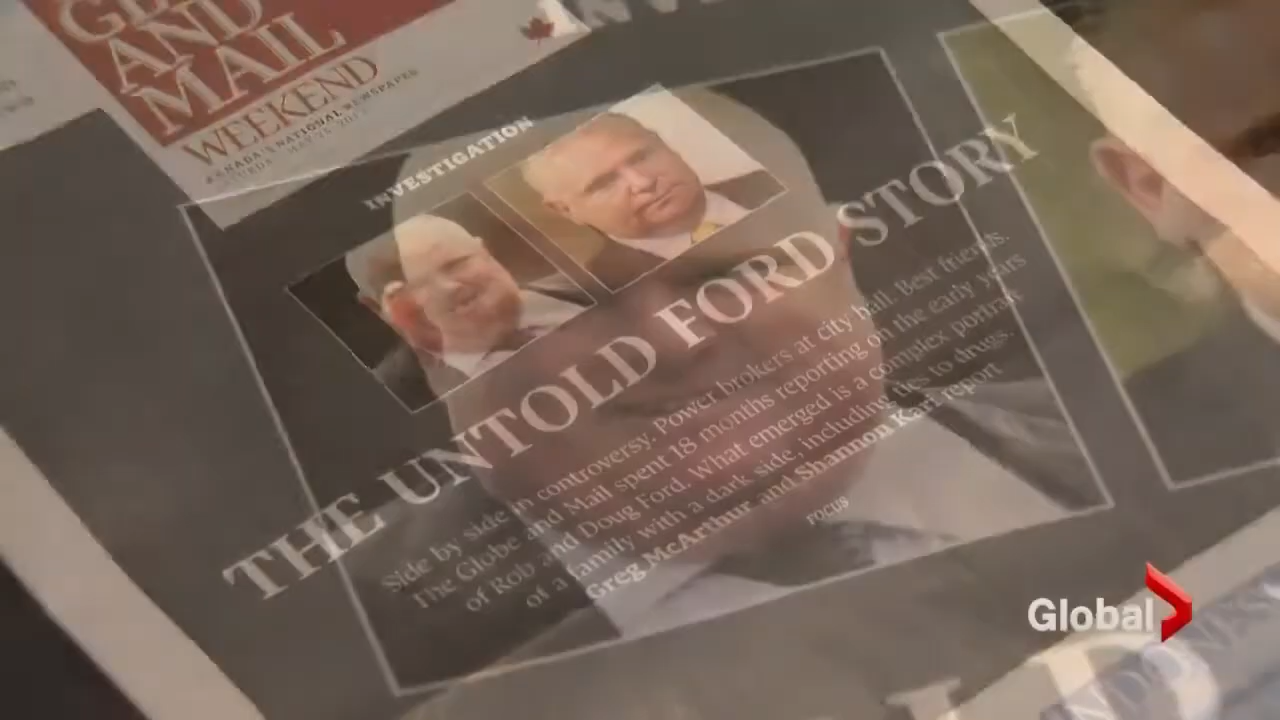 AND
MAIL
WEEKEND
CANADA'S NATIONAL NEWSPAPER
INVESTIGATION
THE UNTOLD FORD STORY
Side by side in controversy. Power brokers at city hall. Best friends.
The Globe and Mail spent 18 months reporting on the early years
of Rob and Doug Ford. What emerged is a complex portrait
of a family with a dark side, including ties to drugs.
Greg McArthur and Shannon Kari report
FOCUS
Global